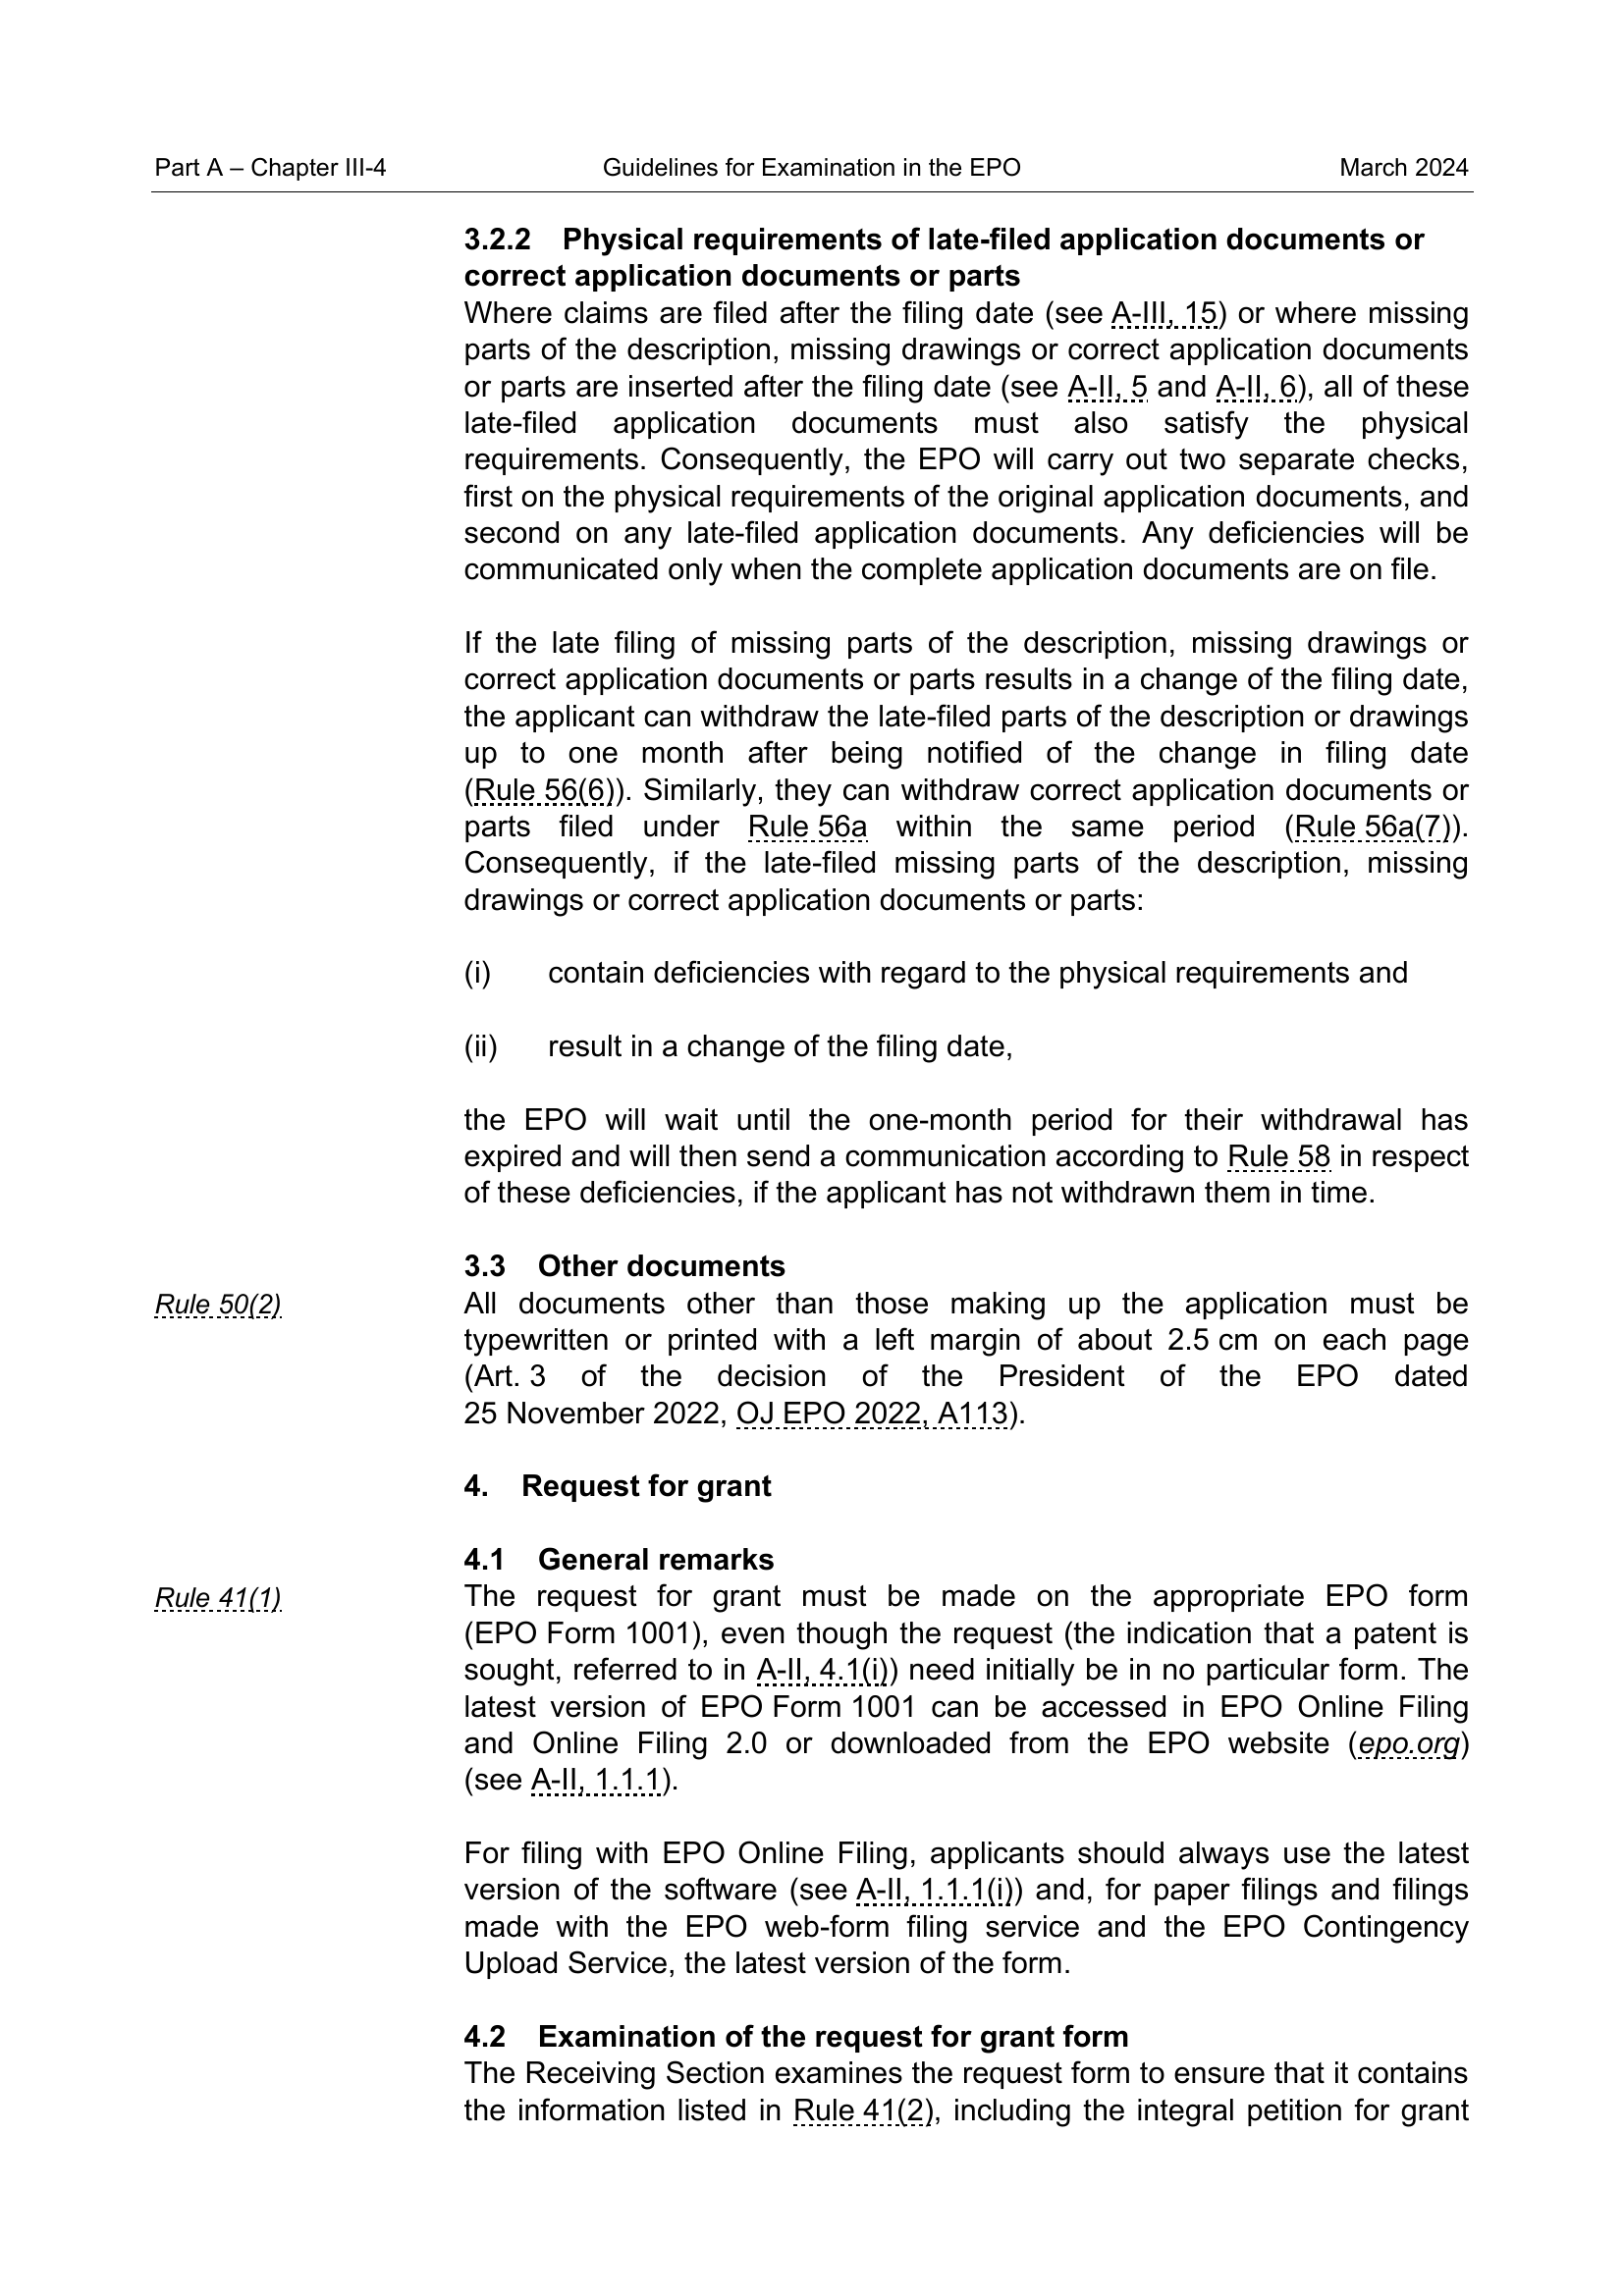 Part A – Chapter III-4 Guidelines for Examination in the EPO March 2024
3.2.2 Physical requirements of late-filed application documents or
correct application documents or parts
Where claims are filed after the filing date (see A-III, 15) or where missing
parts of the description, missing drawings or correct application documents
or parts are inserted after the filing date (see A-II, 5 and A-II, 6), all of these
late-filed application documents must also satisfy the physical
requirements. Consequently, the EPO will carry out two separate checks,
first on the physical requirements of the original application documents, and
second on any late-filed application documents. Any deficiencies will be
communicated only when the complete application documents are on file.
If the late filing of missing parts of the description, missing drawings or
correct application documents or parts results in a change of the filing date,
the applicant can withdraw the late-filed parts of the description or drawings
up to one month after being notified of the change in filing date
(Rule 56(6)). Similarly, they can withdraw correct application documents or
parts filed under Rule 56a within the same period (Rule 56a(7)).
Consequently, if the late-filed missing parts of the description, missing
drawings or correct application documents or parts:
(i) contain deficiencies with regard to the physical requirements and
(ii) result in a change of the filing date,
the EPO will wait until the one-month period for their withdrawal has
expired and will then send a communication according to Rule 58 in respect
of these deficiencies, if the applicant has not withdrawn them in time.
3.3 Other documents
Rule 50(2) All documents other than those making up the application must be
typewritten or printed with a left margin of about 2.5 cm on each page
(Art. 3 of the decision of the President of the EPO dated
25 November 2022, OJ EPO 2022, A113).
4. Request for grant
4.1 General remarks
Rule 41(1) The request for grant must be made on the appropriate EPO form
(EPO Form 1001), even though the request (the indication that a patent is
sought, referred to in A-II, 4.1(i)) need initially be in no particular form. The
latest version of EPO Form 1001 can be accessed in EPO Online Filing
and Online Filing 2.0 or downloaded from the EPO website (epo.org)
(see A-II, 1.1.1).
For filing with EPO Online Filing, applicants should always use the latest
version of the software (see A-II, 1.1.1(i)) and, for paper filings and filings
made with the EPO web-form filing service and the EPO Contingency
Upload Service, the latest version of the form.
4.2 Examination of the request for grant form
The Receiving Section examines the request form to ensure that it contains
the information listed in Rule 41(2), including the integral petition for grant